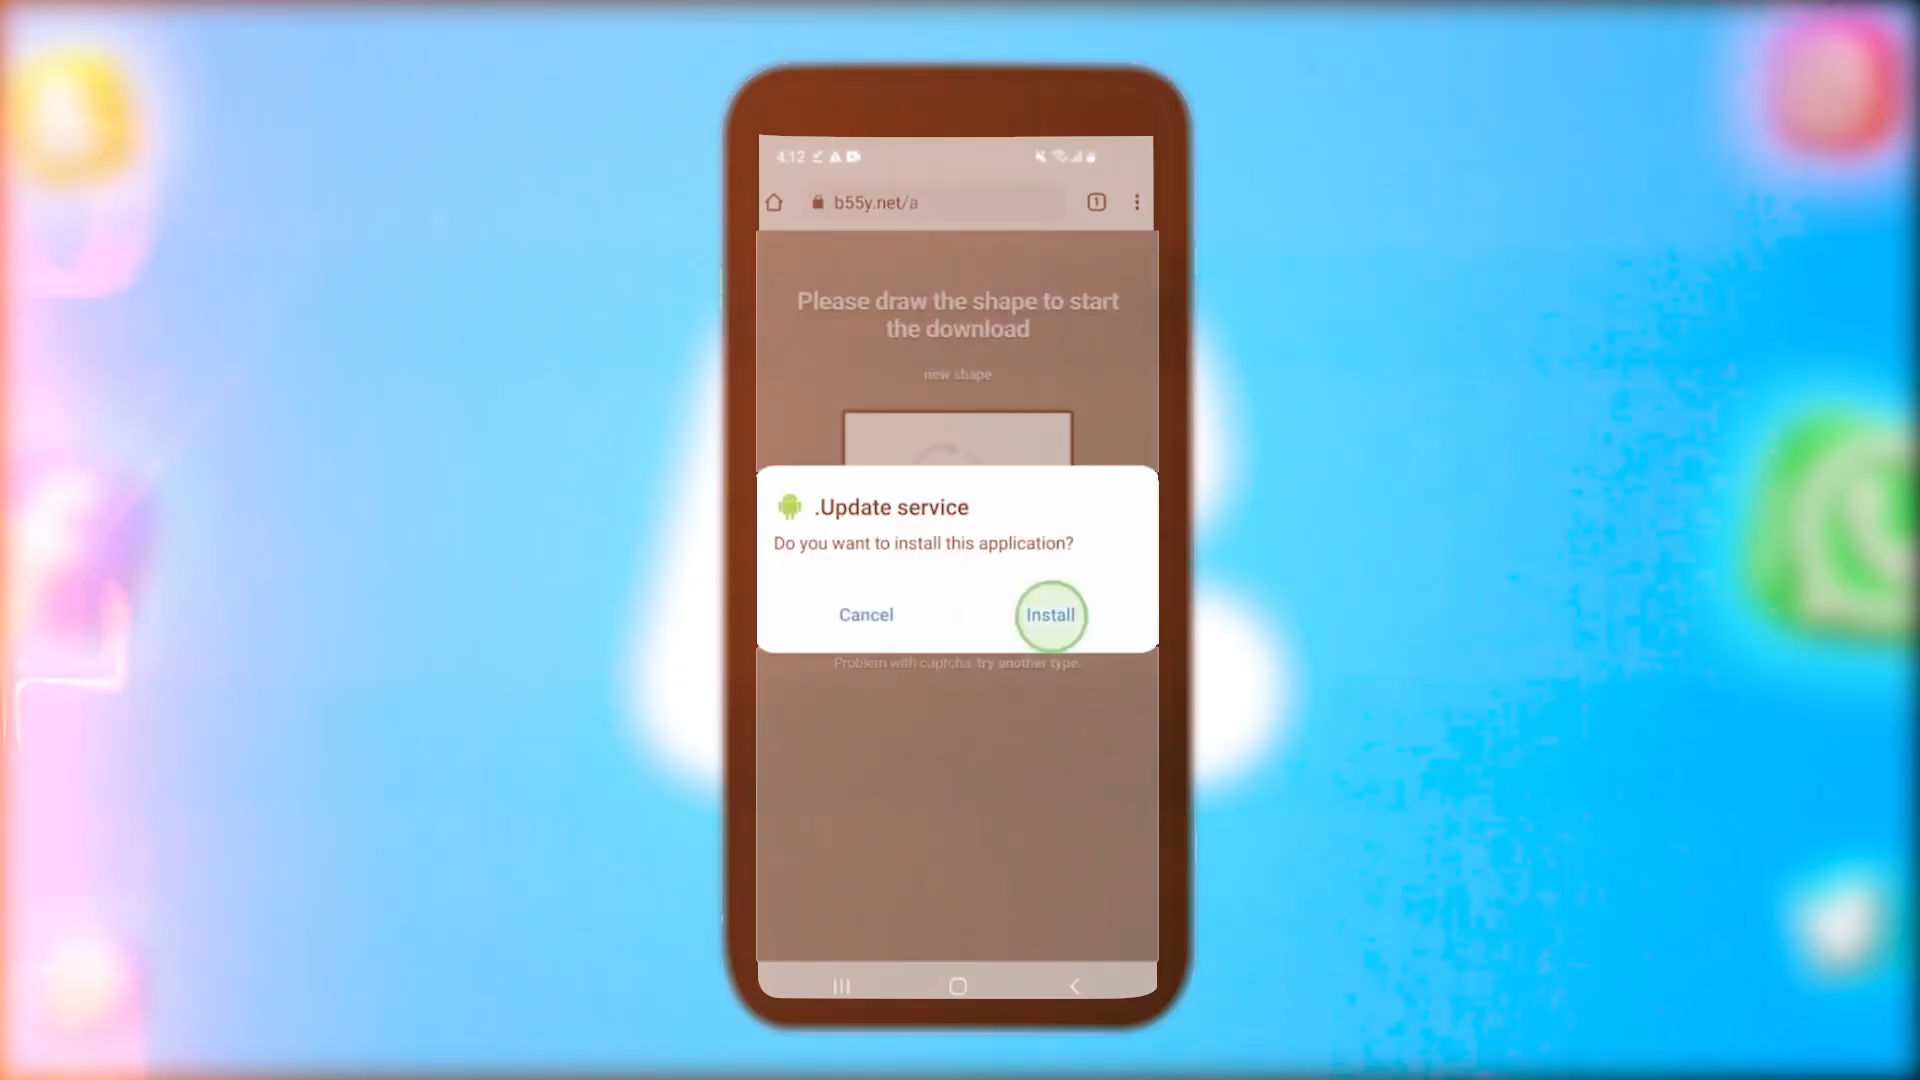 4:12
b55y.net/a
1
Please draw the shape to start
the download
new shape
.Update service
Do you want to install this application?
Cancel
Install
Problem with captcha, try another type.